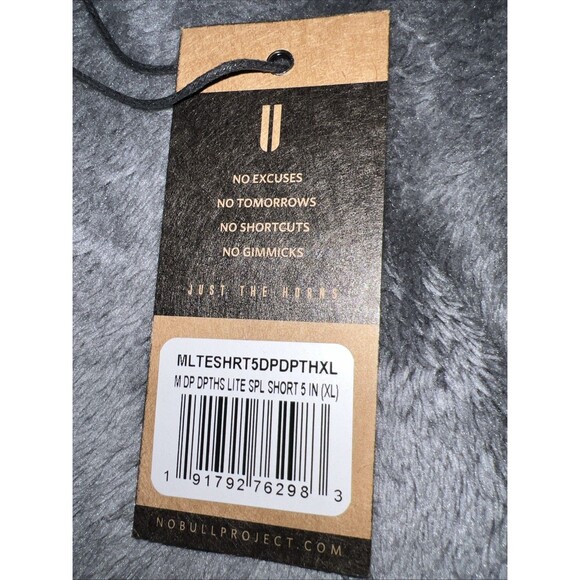 NO EXCUSES
NO TOMORROWS
NO SHORTCUTS
NO GIMMICKS
JUST THE HORNS
MLTESHRT5DPDPTHXL
M DP DPTHS LITE SPL SHORT 5 IN (XL)
1 91792 76298 3
NOBULLPROJECT.COM